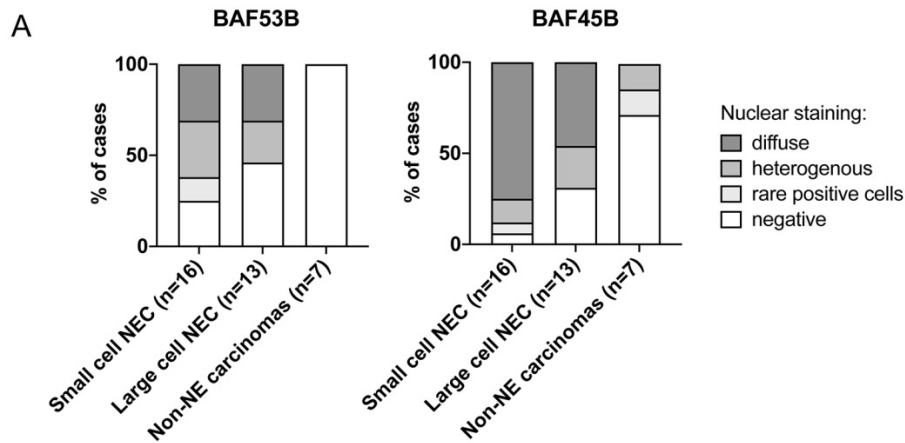 A
BAF53B
% of cases
100
50
0
Small cell NEC (n=16)
Large cell NEC (n=13)
Non-NE carcinomas (n=7)
BAF45B
% of cases
100
50
0
Small cell NEC (n=16)
Large cell NEC (n=13)
Non-NE carcinomas (n=7)
Nuclear staining:
diffuse
heterogenous
rare positive cells
negative